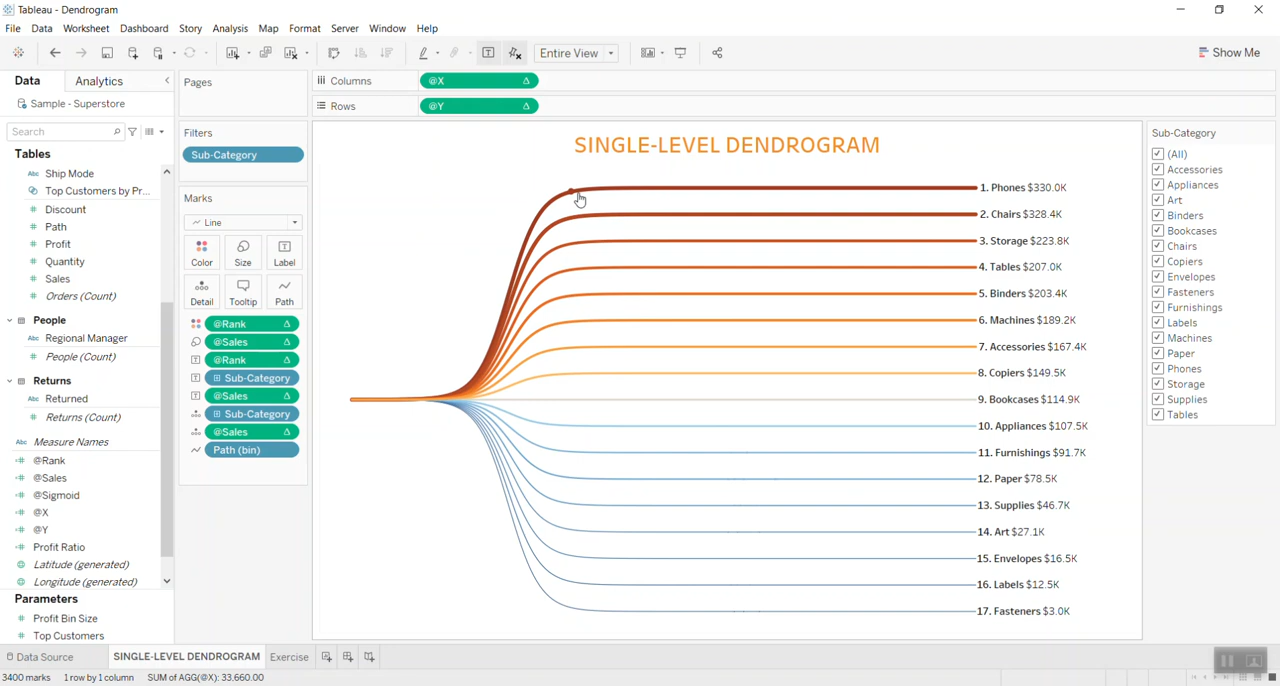 Tableau - Dendrogram
File Data Worksheet Dashboard Story Analysis Map Format Server Window Help
Entire View
Show Me
Data Analytics
Sample - Superstore
Search
Tables
Abc Ship Mode
Top Customers by Pr...
# Discount
# Path
# Profit
# Quantity
# Sales
# Orders (Count)
People
Abc Regional Manager
# People (Count)
Returns
Abc Returned
# Returns (Count)
Abc Measure Names
@Rank
@Sales
@Sigmoid
@X
@Y
Profit Ratio
Latitude (generated)
Longitude (generated)
Parameters
# Profit Bin Size
# Top Customers
Pages
Filters
Sub-Category
Marks
Line
Color Size Label
Detail Tooltip Path
@Rank
@Sales
@Rank
Sub-Category
@Sales
Sub-Category
@Sales
Path (bin)
Columns @X
Rows @Y
SINGLE-LEVEL DENDROGRAM
1. Phones $330.0K
2. Chairs $328.4K
3. Storage $223.8K
4. Tables $207.0K
5. Binders $203.4K
6. Machines $189.2K
7. Accessories $167.4K
8. Copiers $149.5K
9. Bookcases $114.9K
10. Appliances $107.5K
11. Furnishings $91.7K
12. Paper $78.5K
13. Supplies $46.7K
14. Art $27.1K
15. Envelopes $16.5K
16. Labels $12.5K
17. Fasteners $3.0K
Sub-Category
(All)
Accessories
Appliances
Art
Binders
Bookcases
Chairs
Copiers
Envelopes
Fasteners
Furnishings
Labels
Machines
Paper
Phones
Storage
Supplies
Tables
Data Source SINGLE-LEVEL DENDROGRAM Exercise
3400 marks 1 row by 1 column SUM of AGG(@X): 33.660.00